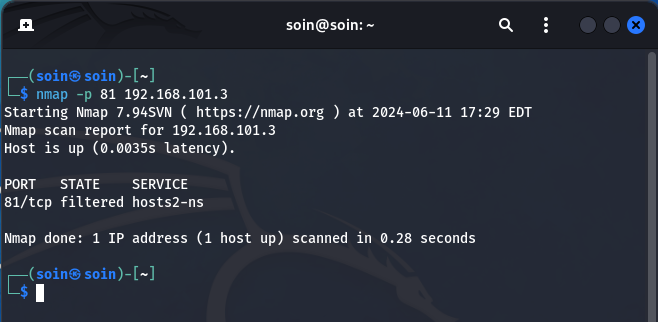 soin@soin: ~
┌──(soin㉿soin)-[~]
└─$ nmap -p 81 192.168.101.3
Starting Nmap 7.94SVN ( https://nmap.org ) at 2024-06-11 17:29 EDT
Nmap scan report for 192.168.101.3
Host is up (0.0035s latency).
PORT   STATE    SERVICE
81/tcp filtered hosts2-ns
Nmap done: 1 IP address (1 host up) scanned in 0.28 seconds
┌──(soin㉿soin)-[~]
└─$